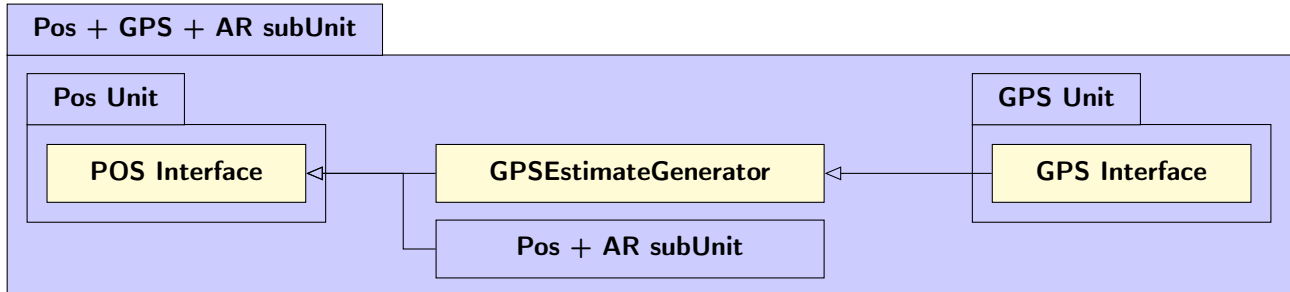 Pos + GPS + AR subUnit
Pos Unit
GPS Unit
POS Interface
GPSEstimateGenerator
GPS Interface
Pos + AR subUnit